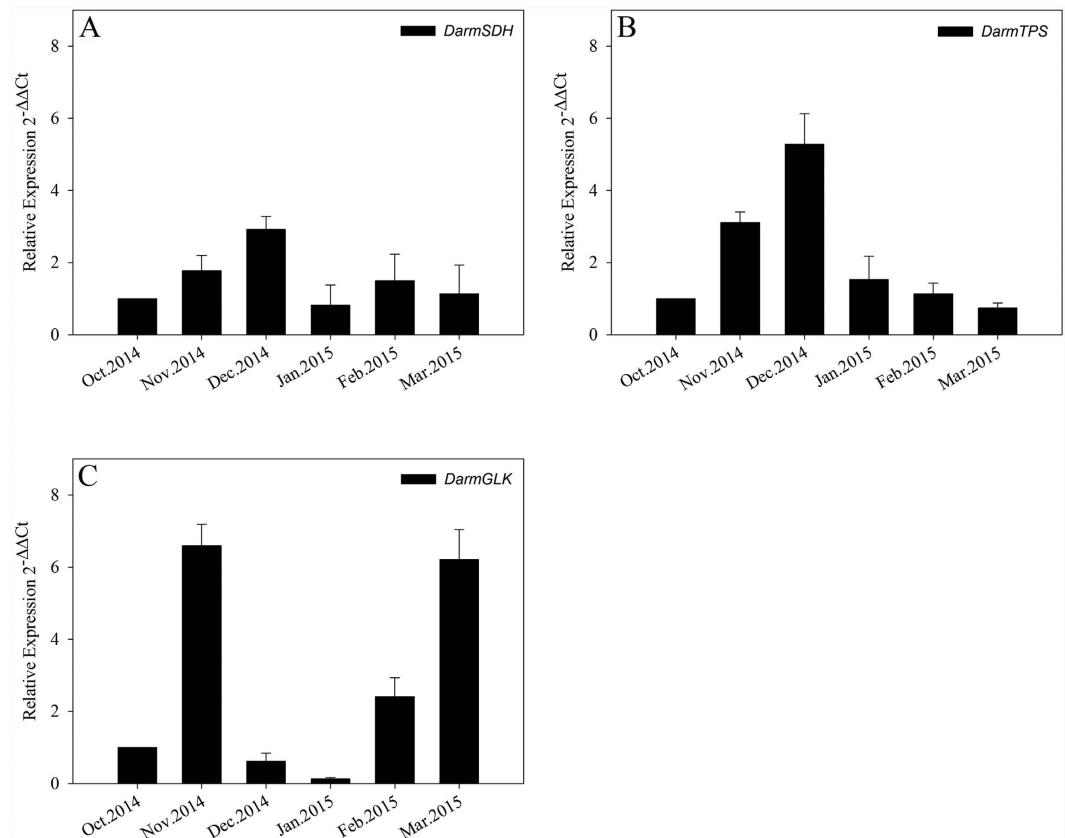 A
DarmSDH
Relative Expression 2^-ΔΔCt
8
6
4
2
0
Oct.2014
Nov.2014
Dec.2014
Jan.2015
Feb.2015
Mar.2015
B
DarmTPS
Relative Expression 2^-ΔΔCt
8
6
4
2
0
Oct.2014
Nov.2014
Dec.2014
Jan.2015
Feb.2015
Mar.2015
C
DarmGLK
Relative Expression 2^-ΔΔCt
8
6
4
2
0
Oct.2014
Nov.2014
Dec.2014
Jan.2015
Feb.2015
Mar.2015